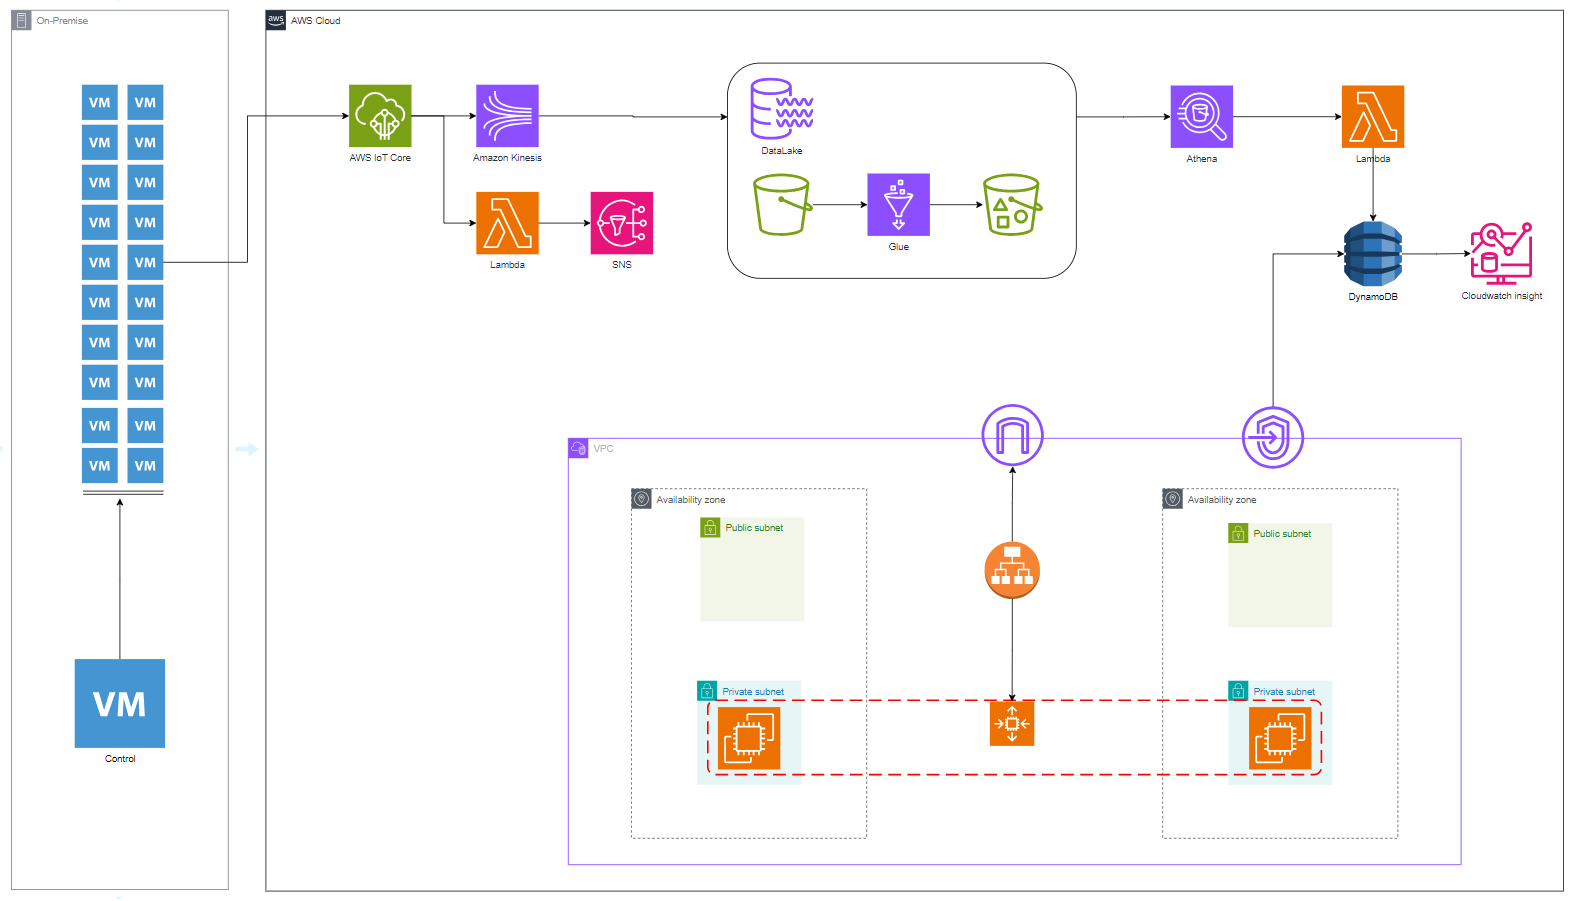 On-Premise
aws
AWS Cloud
VM VM
VM VM
VM VM
VM VM
VM VM
VM VM
VM VM
VM VM
VM VM
VM VM
VM
Control
AWS IoT Core
Amazon Kinesis
Lambda
SNS
DataLake
Glue
Athena
Lambda
DynamoDB
Cloudwatch insight
VPC
Availability zone
Public subnet
Private subnet
Availability zone
Public subnet
Private subnet